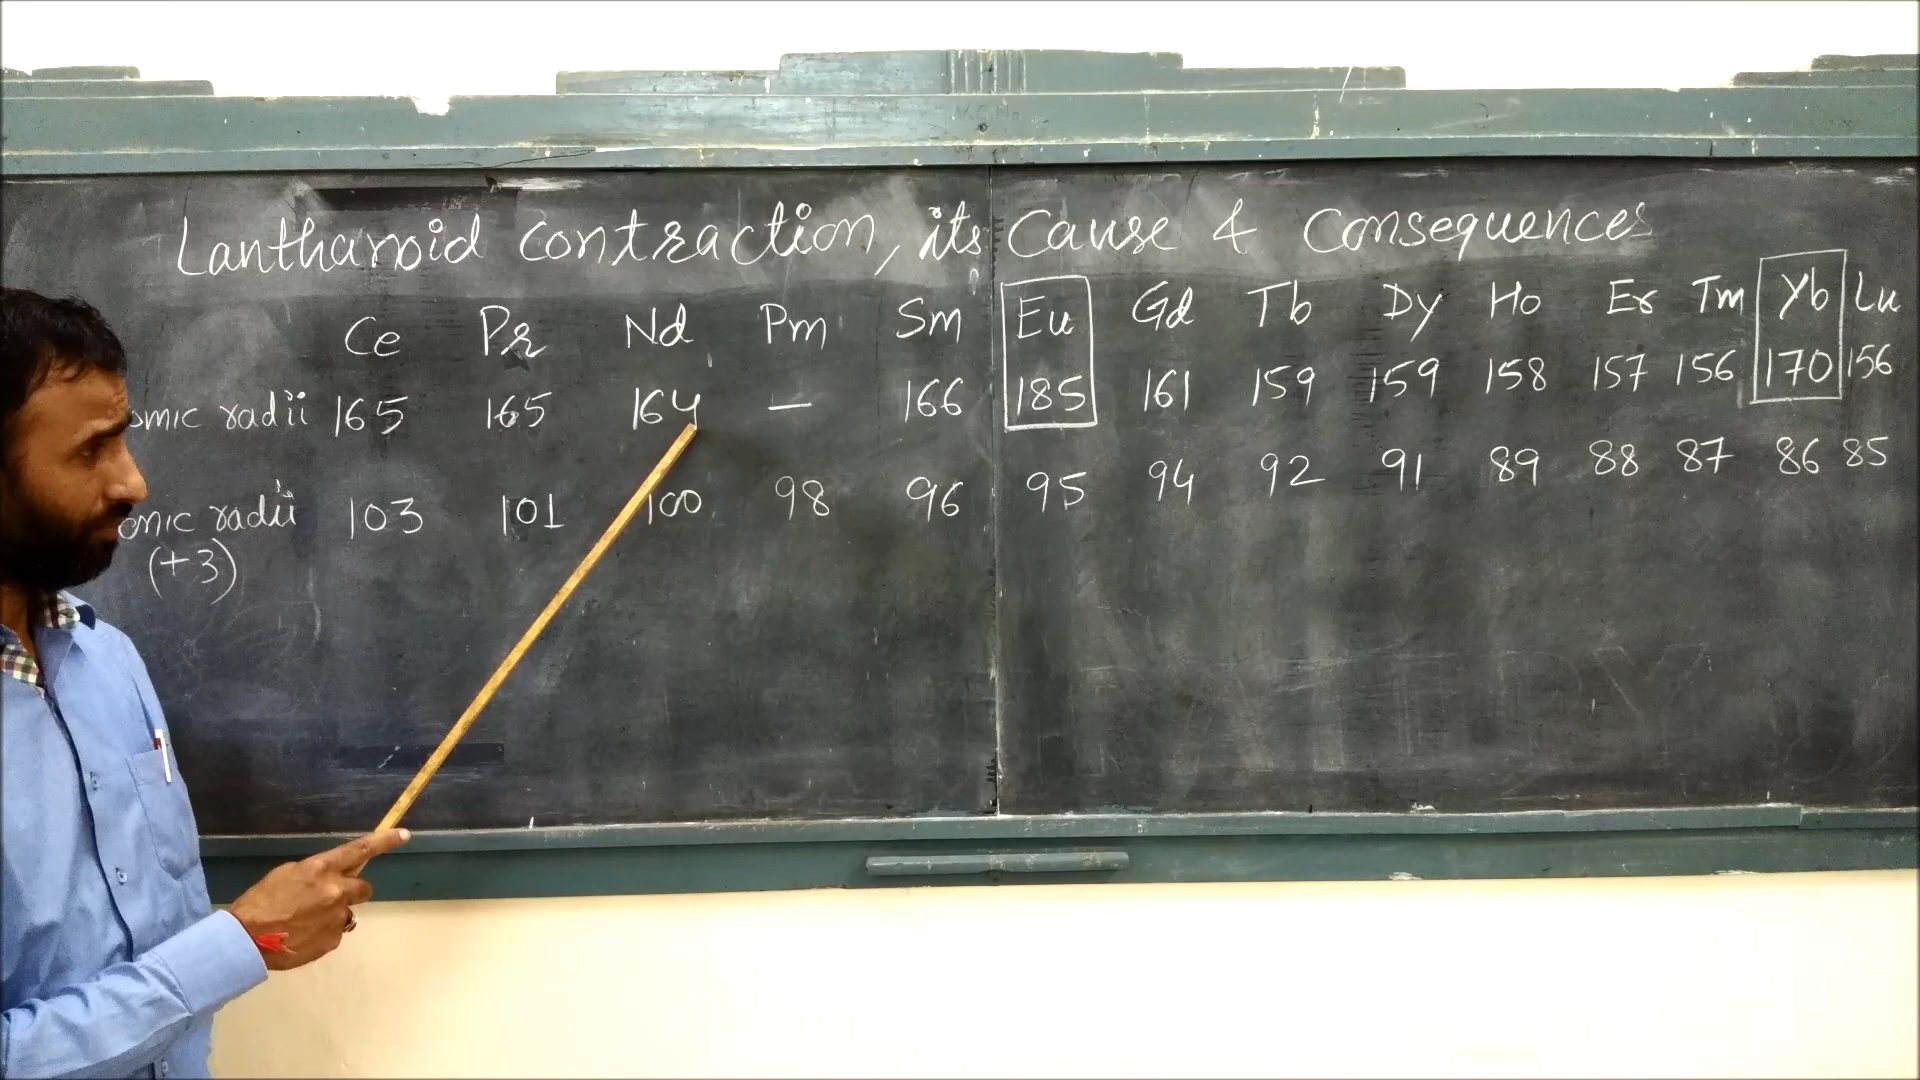 Lanthanoid contraction, its Cause & Consequences
Ce Pr Nd Pm Sm Eu Gd Tb Dy Ho Er Tm Yb Lu
omic radii 165 165 164 — 166 185 161 159 159 158 157 156 170 156
onic radii 103 101 100 98 96 95 94 92 91 89 88 87 86 85
(+3)